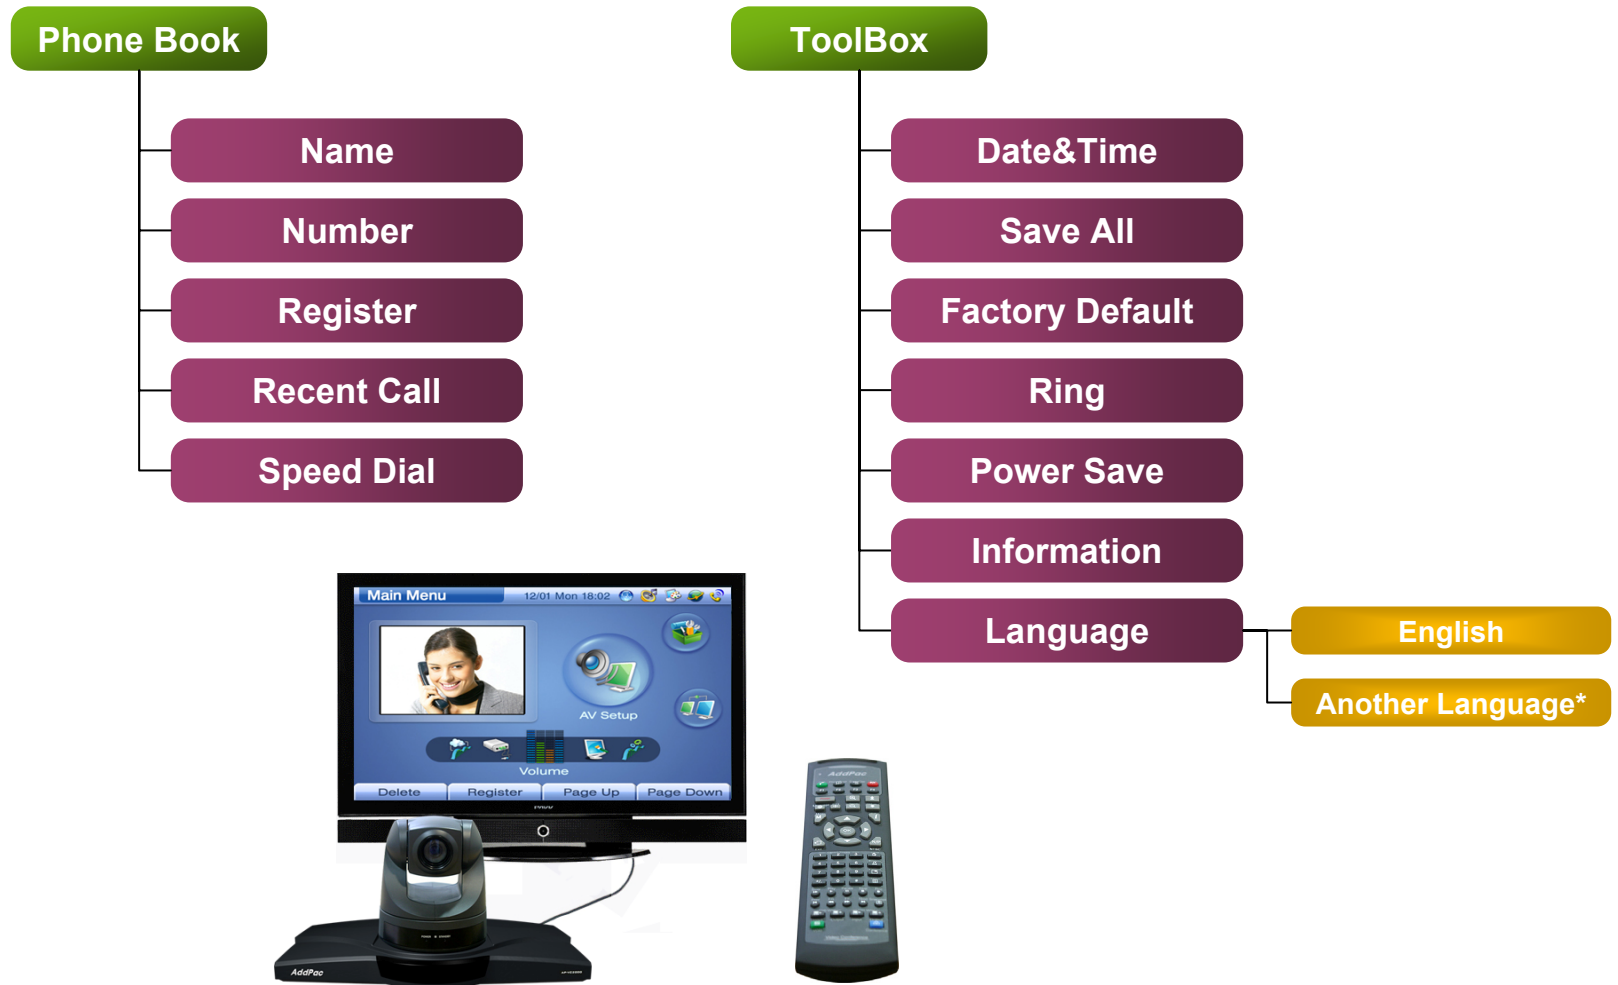 Phone Book
Name
Number
Register
Recent Call
Speed Dial
ToolBox
Date&Time
Save All
Factory Default
Ring
Power Save
Information
Language
English
Another Language*
Main Menu
12/01 Mon 18:02
AV Setup
Volume
Delete
Register
Page Up
Page Down
AddPac
AddPac